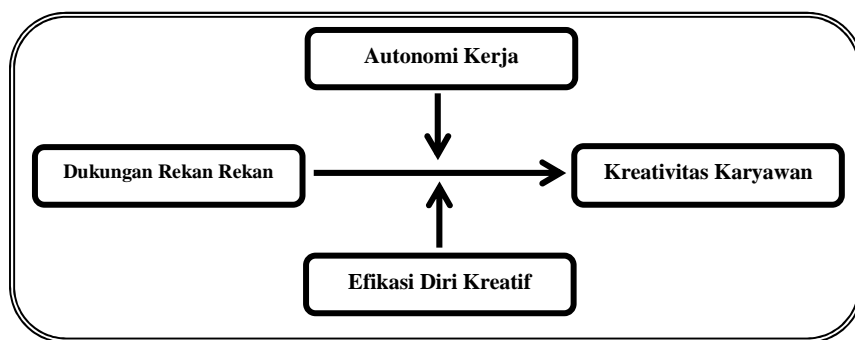 Autonomi Kerja
Dukungan Rekan Rekan
Kreativitas Karyawan
Efikasi Diri Kreatif